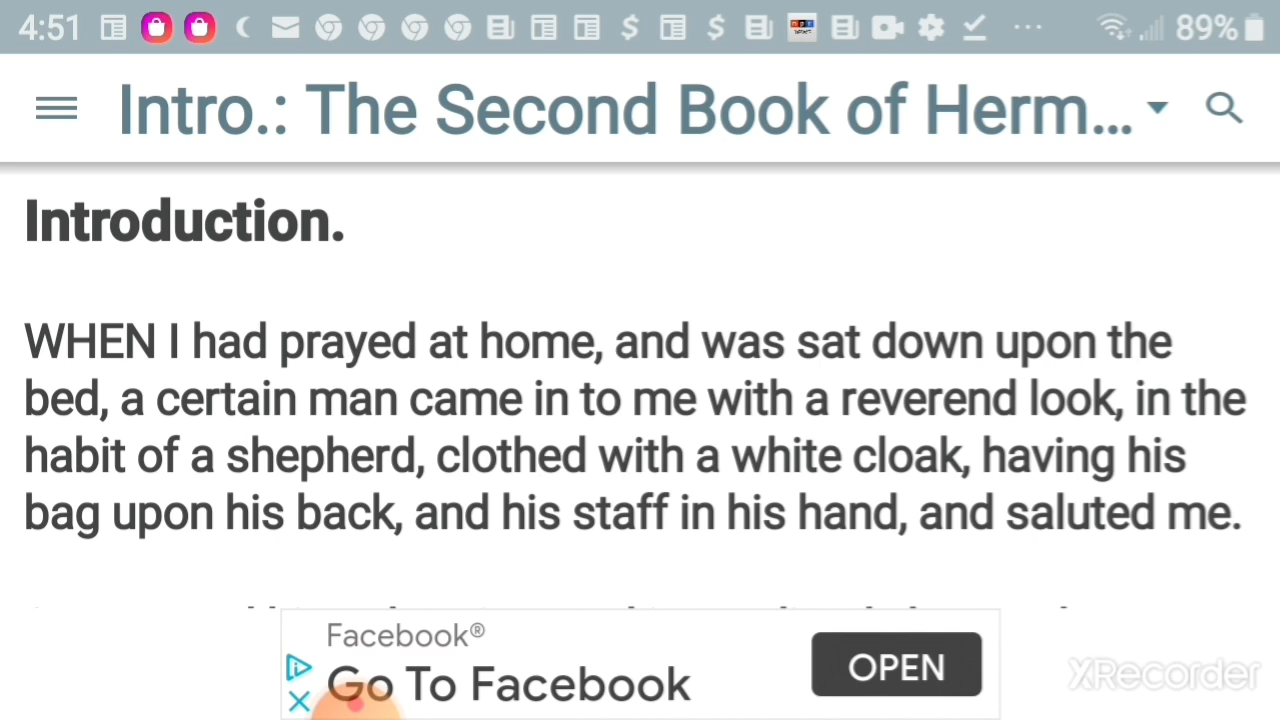 4:51 89%
Intro.: The Second Book of Herm...
Introduction.
WHEN I had prayed at home, and was sat down upon the
bed, a certain man came in to me with a reverend look, in the
habit of a shepherd, clothed with a white cloak, having his
bag upon his back, and his staff in his hand, and saluted me.
Facebook®
Go To Facebook
OPEN
XRecorder